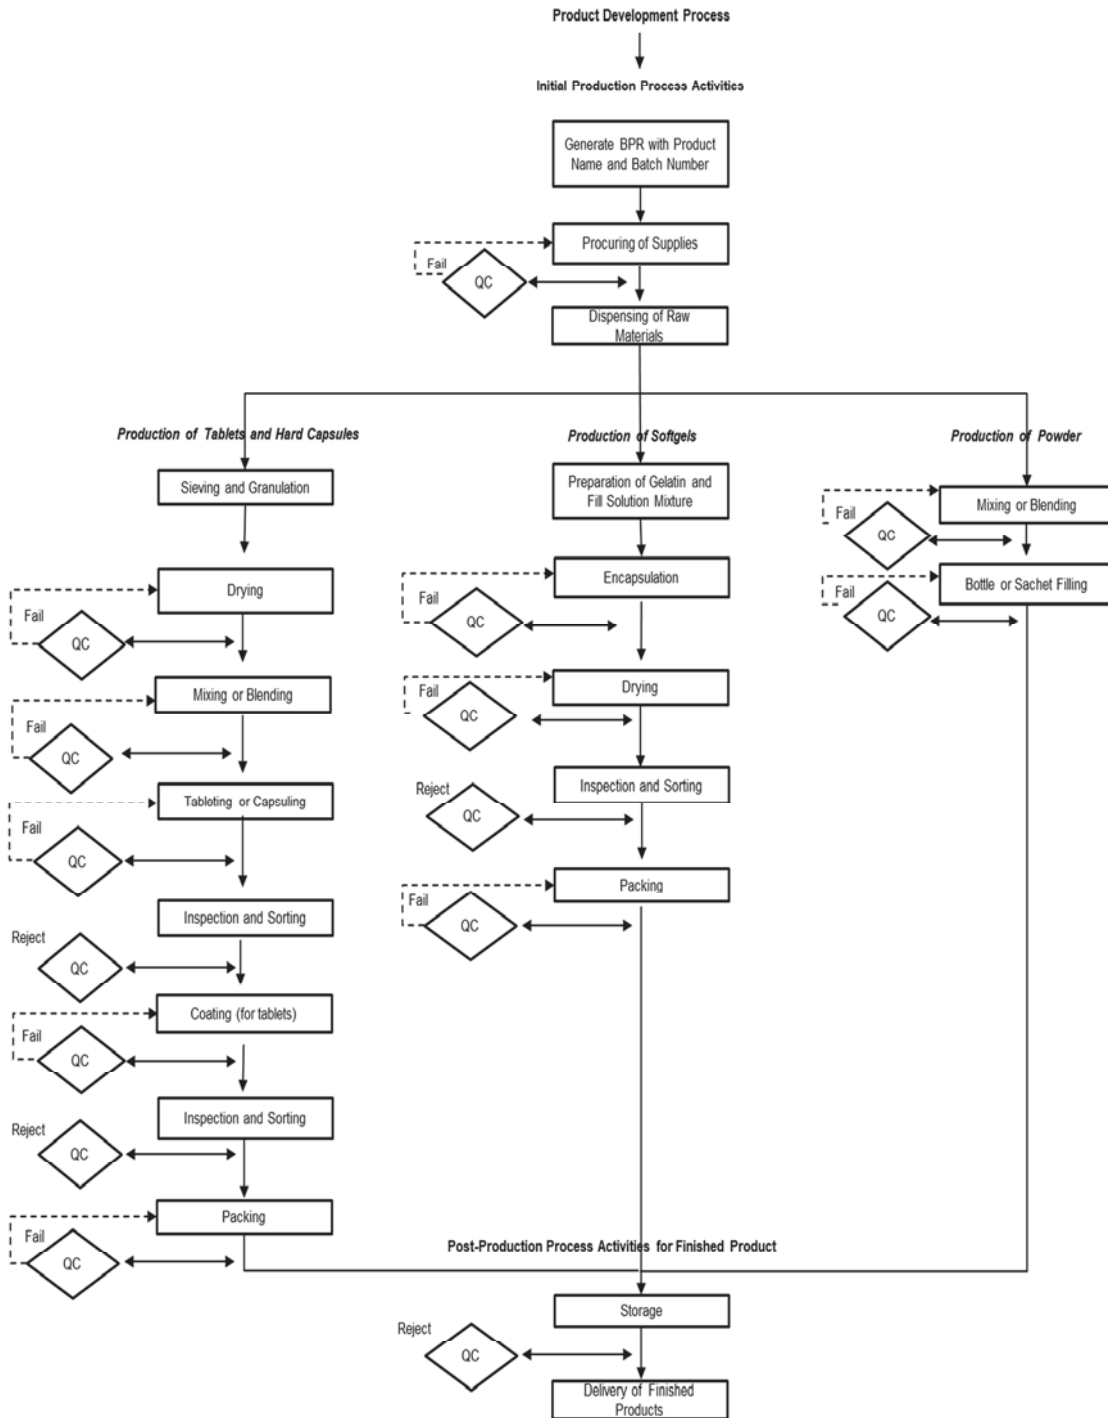 Product Development Process
Initial Production Process Activities
Generate BPR with Product
Name and Batch Number
Procuring of Supplies
Fail
QC
Dispensing of Raw
Materials
Production of Tablets and Hard Capsules
Sieving and Granulation
Drying
Fail
QC
Mixing or Blending
Fail
QC
Tableting or Capsuling
Fail
QC
Inspection and Sorting
Reject
QC
Coating (for tablets)
Fail
QC
Inspection and Sorting
Reject
QC
Packing
Fail
QC
Production of Softgels
Preparation of Gelatin and
Fill Solution Mixture
Encapsulation
Fail
QC
Drying
Fail
QC
Inspection and Sorting
Reject
QC
Packing
Fail
QC
Production of Powder
Mixing or Blending
Fail
QC
Bottle or Sachet Filling
Fail
QC
Post-Production Process Activities for Finished Product
Storage
Reject
QC
Delivery of Finished
Products